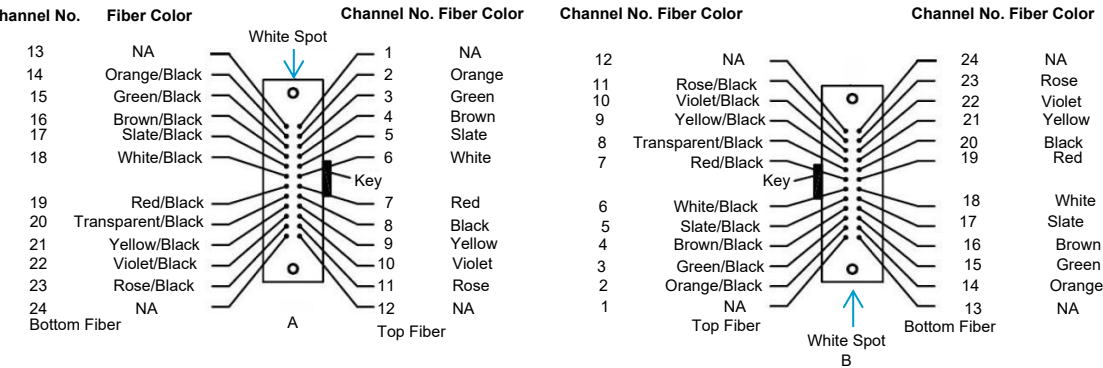 hannel No. Fiber Color Channel No. Fiber Color Channel No. Fiber Color Channel No. Fiber Color
White Spot
13 NA 1 NA
14 Orange/Black 2 Orange
15 Green/Black 3 Green
16 Brown/Black 4 Brown
17 Slate/Black 5 Slate
18 White/Black 6 White
Key
19 Red/Black 7 Red
20 Transparent/Black 8 Black
21 Yellow/Black 9 Yellow
22 Violet/Black 10 Violet
23 Rose/Black 11 Rose
24 NA 12 NA
Bottom Fiber A Top Fiber
12 NA 24 NA
11 Rose/Black 23 Rose
10 Violet/Black 22 Violet
9 Yellow/Black 21 Yellow
8 Transparent/Black 20 Black
7 Red/Black 19 Red
Key
6 White/Black 18 White
5 Slate/Black 17 Slate
4 Brown/Black 16 Brown
3 Green/Black 15 Green
2 Orange/Black 14 Orange
1 NA 13 NA
Top Fiber Bottom Fiber
White Spot
B